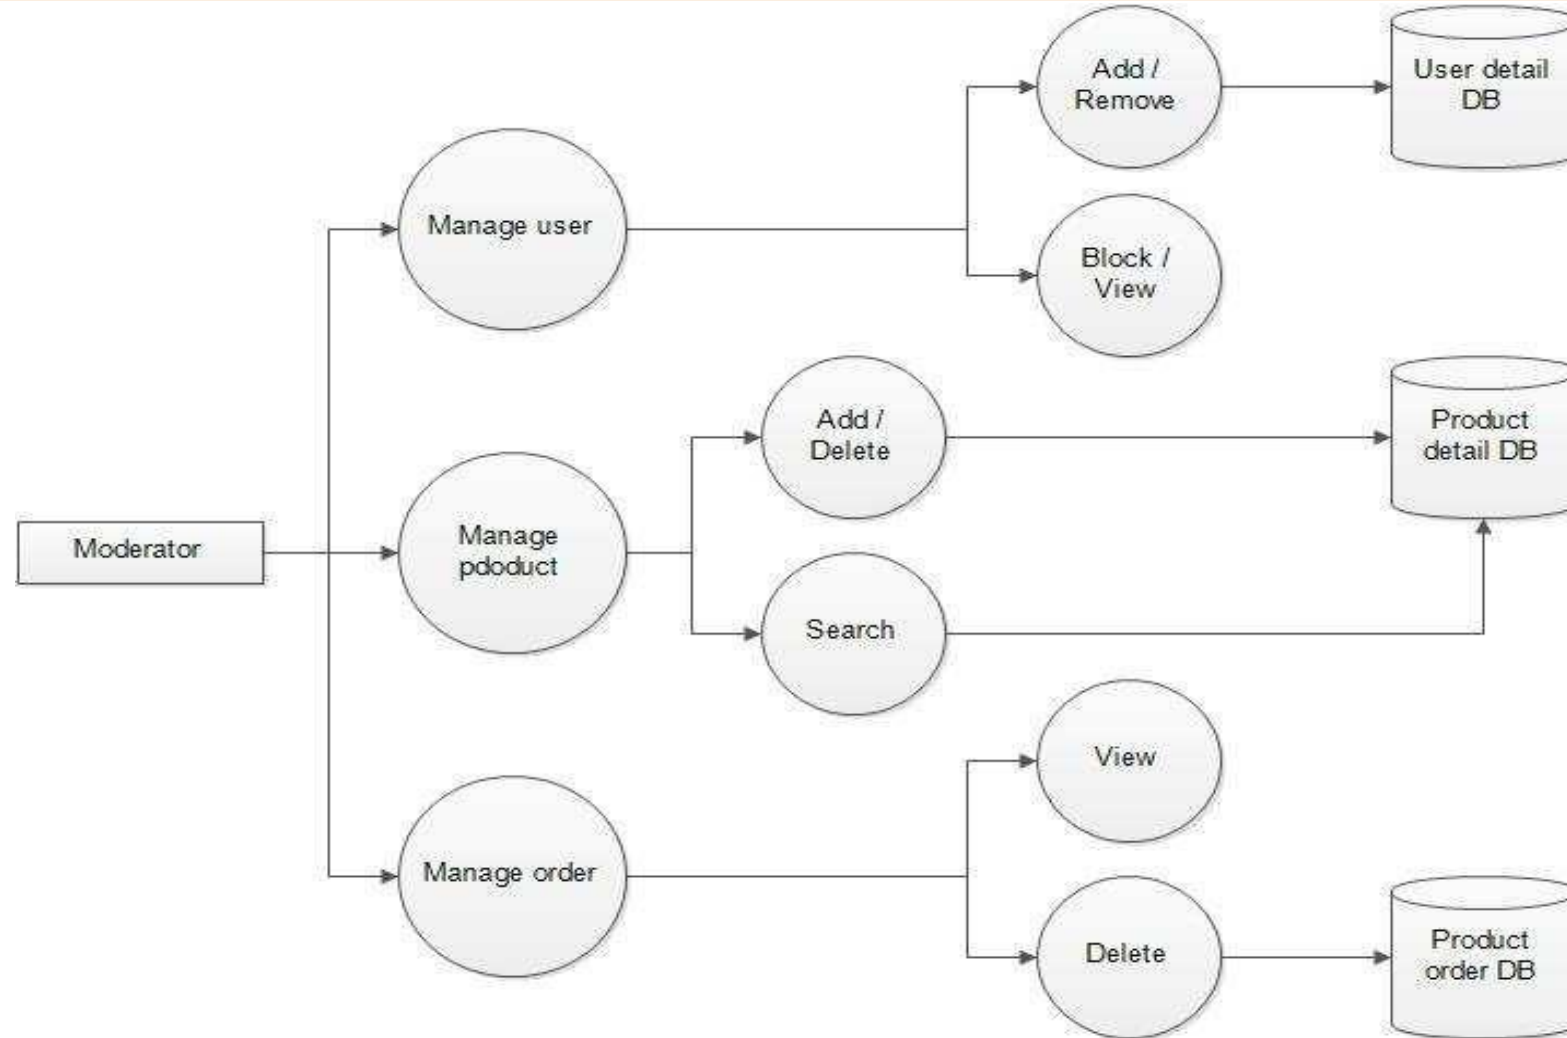 Add /
Remove
User detail
DB
Manage user
Block /
View
Add /
Delete
Product
detail DB
Moderator
Manage
pdoduct
Search
View
Manage order
Delete
Product
order DB